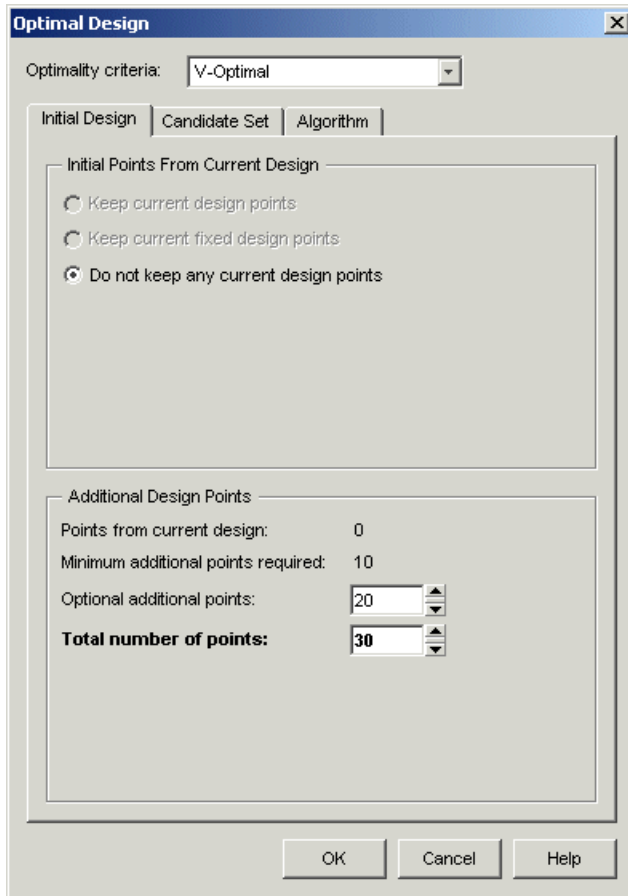 Optimal Design
Optimality criteria: V-Optimal
Initial Design Candidate Set Algorithm
Initial Points From Current Design
Keep current design points
Keep current fixed design points
Do not keep any current design points
Additional Design Points
Points from current design: 0
Minimum additional points required: 10
Optional additional points: 20
Total number of points: 30
OK Cancel Help